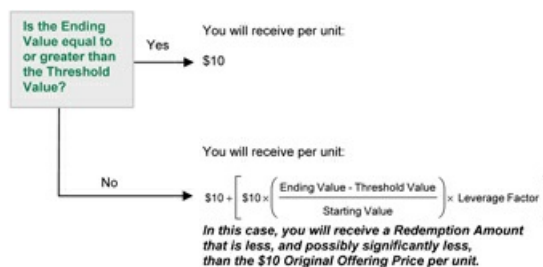 Is the Ending
Value equal to
or greater than
the Threshold
Value?
Yes
You will receive per unit:
$10
No
You will receive per unit:
$10 + [ $10 × ( Ending Value - Threshold Value / Starting Value ) × Leverage Factor
In this case, you will receive a Redemption Amount
that is less, and possibly significantly less,
than the $10 Original Offering Price per unit.